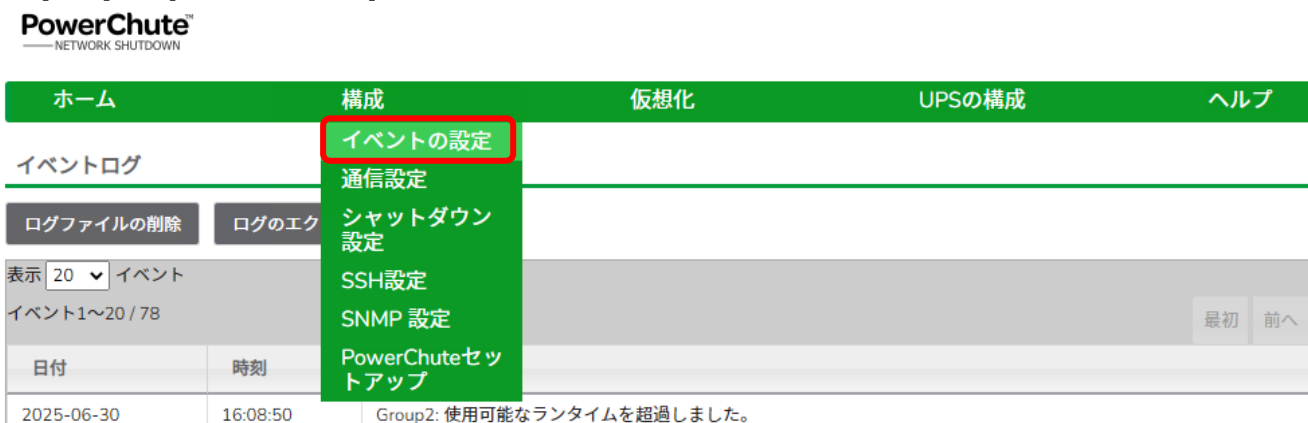 PowerChute™
NETWORK SHUTDOWN
ホーム 構成 仮想化 UPSの構成 ヘルプ
イベントの設定
通信設定
シャットダウン
設定
SSH設定
SNMP 設定
PowerChuteセッ
トアップ
イベントログ
ログファイルの削除 ログのエク
表示 20 イベント
イベント1〜20 / 78
最初 前へ
日付 時刻
2025-06-30 16:08:50 Group2: 使用可能なランタイムを超過しました。